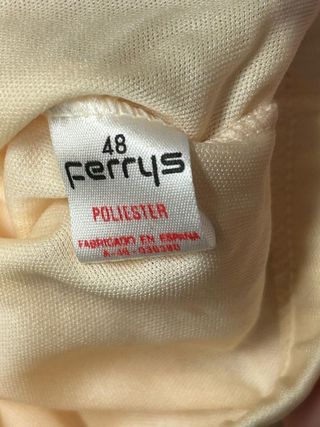 48
Ferrys
POLIESTER
FABRICADO EN ESPAÑA